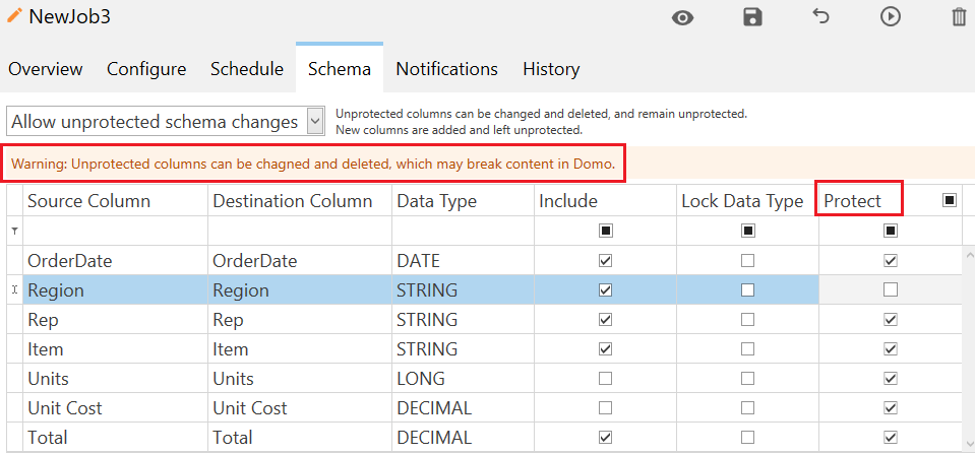 NewJob3
Overview Configure Schedule Schema Notifications History
Allow unprotected schema changes
Unprotected columns can be changed and deleted, and remain unprotected.
New columns are added and left unprotected.
Warning: Unprotected columns can be chagned and deleted, which may break content in Domo.
Source Column Destination Column Data Type Include Lock Data Type Protect
OrderDate OrderDate DATE
Region Region STRING
Rep Rep STRING
Item Item STRING
Units Units LONG
Unit Cost Unit Cost DECIMAL
Total Total DECIMAL